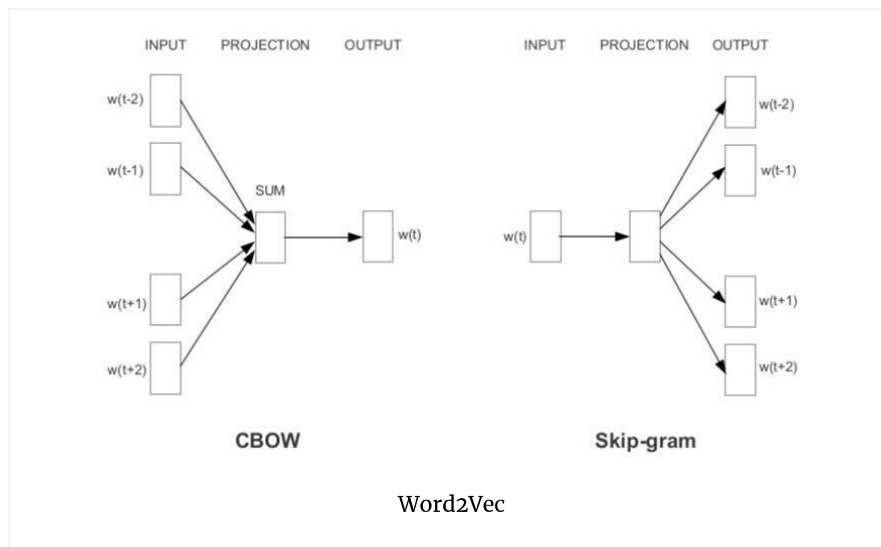 INPUT PROJECTION OUTPUT
w(t-2)
w(t-1)
SUM
w(t)
w(t+1)
w(t+2)
CBOW
INPUT PROJECTION OUTPUT
w(t-2)
w(t-1)
w(t)
w(t+1)
w(t+2)
Skip-gram
Word2Vec